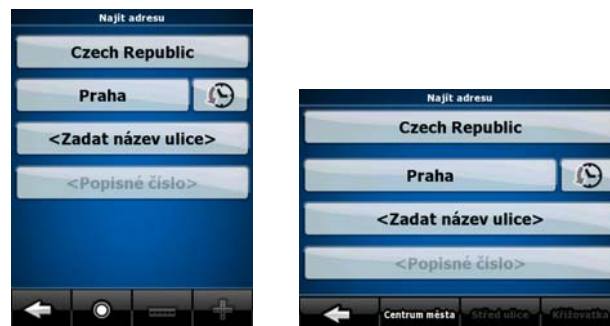 Najít adresu
Czech Republic
Praha
<Zadat název ulice>
<Popisné číslo>
Najít adresu
Czech Republic
Praha
<Zadat název ulice>
<Popisné číslo>
Centrum města Střed ulice Křižovatka